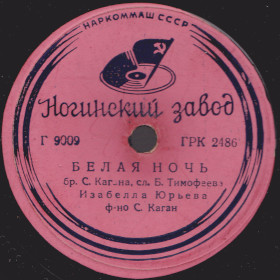 НАРКОММАШ СССР
Ногинский завод
Г 9009 ГРК 2486
БЕЛАЯ НОЧЬ
бр. С. Кагана, сл. Б. Тимофеева
Изабелла Юрьева
ф-но С. Каган